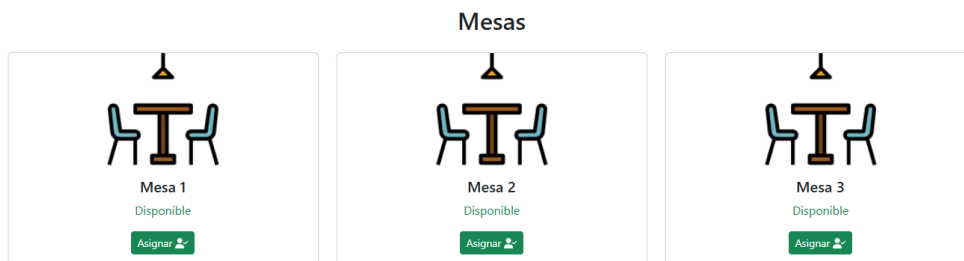 Mesas
Mesa 1
Disponible
Asignar
Mesa 2
Disponible
Asignar
Mesa 3
Disponible
Asignar